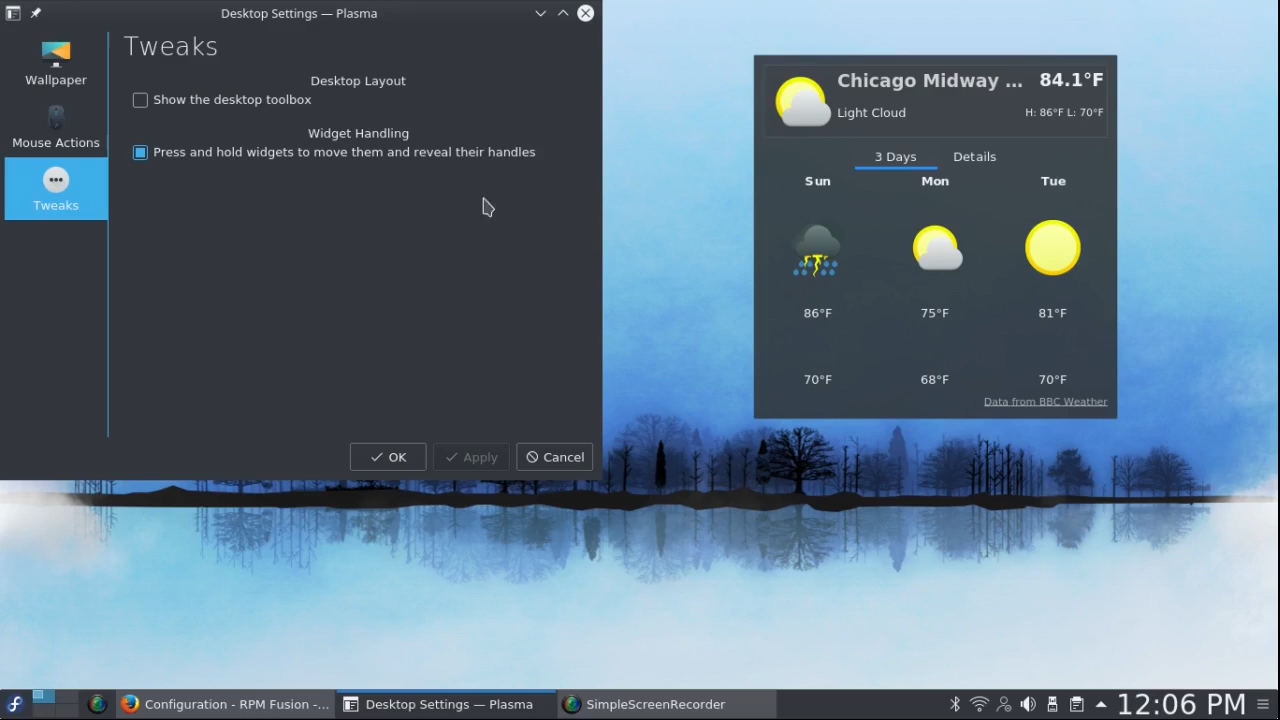 Desktop Settings — Plasma
Wallpaper
Mouse Actions
Tweaks
Tweaks
Desktop Layout
Show the desktop toolbox
Widget Handling
Press and hold widgets to move them and reveal their handles
OK
Apply
Cancel
Chicago Midway ... 84.1°F
Light Cloud H: 86°F L: 70°F
3 Days Details
Sun Mon Tue
86°F 75°F 81°F
70°F 68°F 70°F
Data from BBC Weather
Configuration - RPM Fusion -...
Desktop Settings — Plasma
SimpleScreenRecorder
12:06 PM